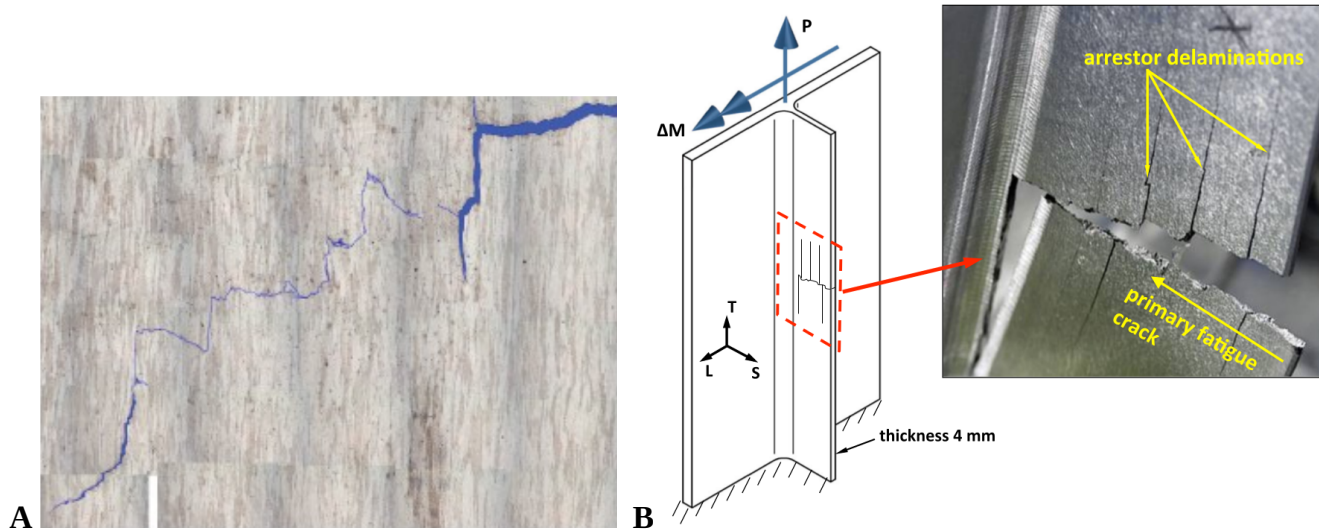 A
B
P
ΔM
T
L
S
thickness 4 mm
arrestor delaminations
primary fatigue
crack